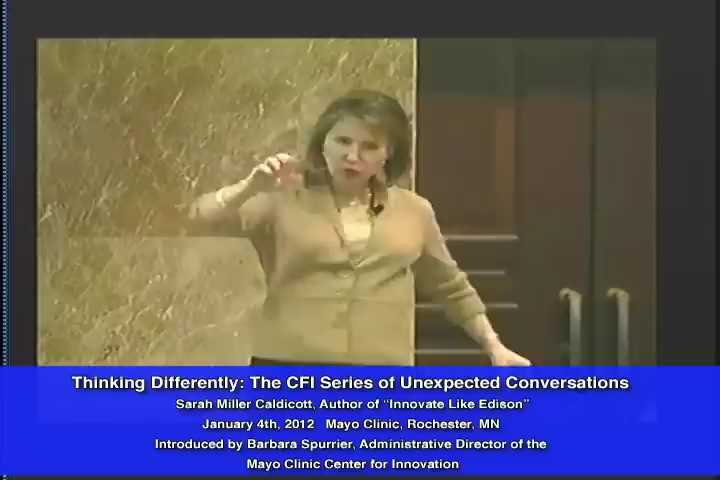 Thinking Differently: The CFI Series of Unexpected Conversations
Sarah Miller Caldicott, Author of “Innovate Like Edison”
January 4th, 2012 Mayo Clinic, Rochester, MN
Introduced by Barbara Spurrier, Administrative Director of the
Mayo Clinic Center for Innovation